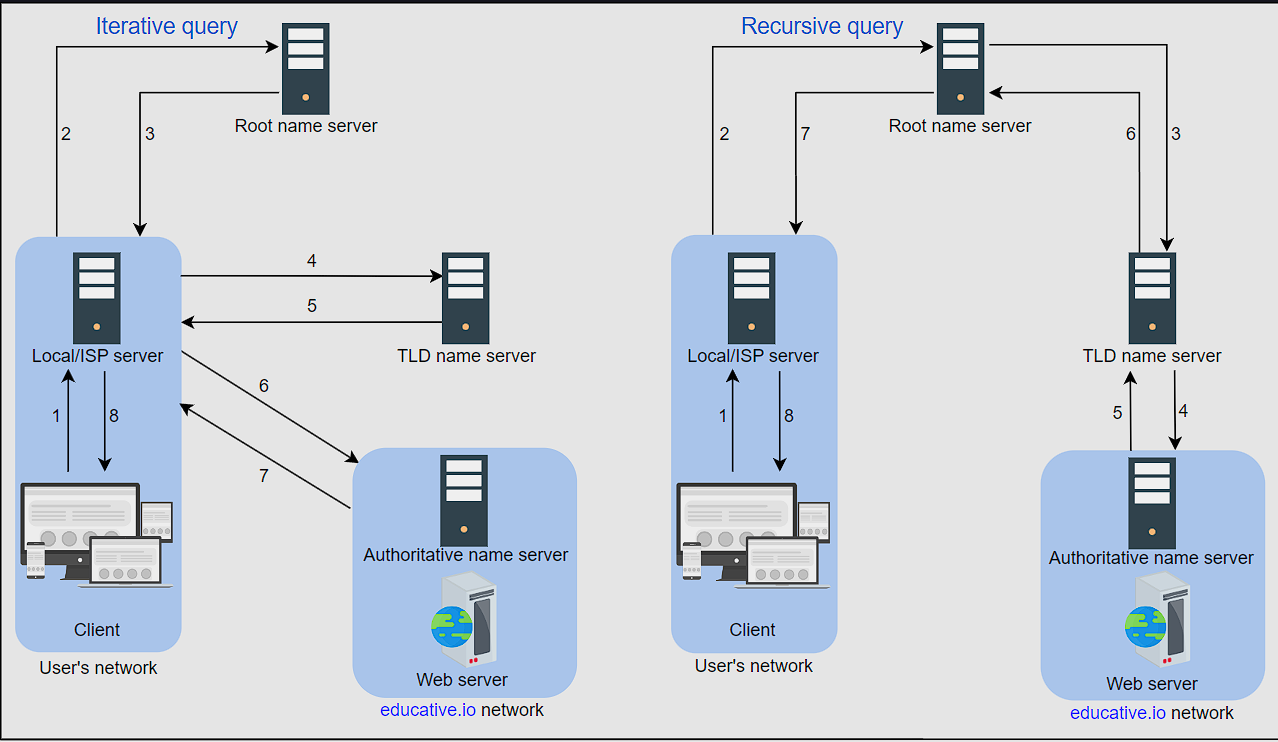 Iterative query
Root name server
2
3
4
5
Local/ISP server
TLD name server
1
8
6
7
Authoritative name server
Client
User's network
Web server
educative.io network
Recursive query
Root name server
2
7
6
3
Local/ISP server
TLD name server
1
8
5
4
Authoritative name server
Client
User's network
Web server
educative.io network